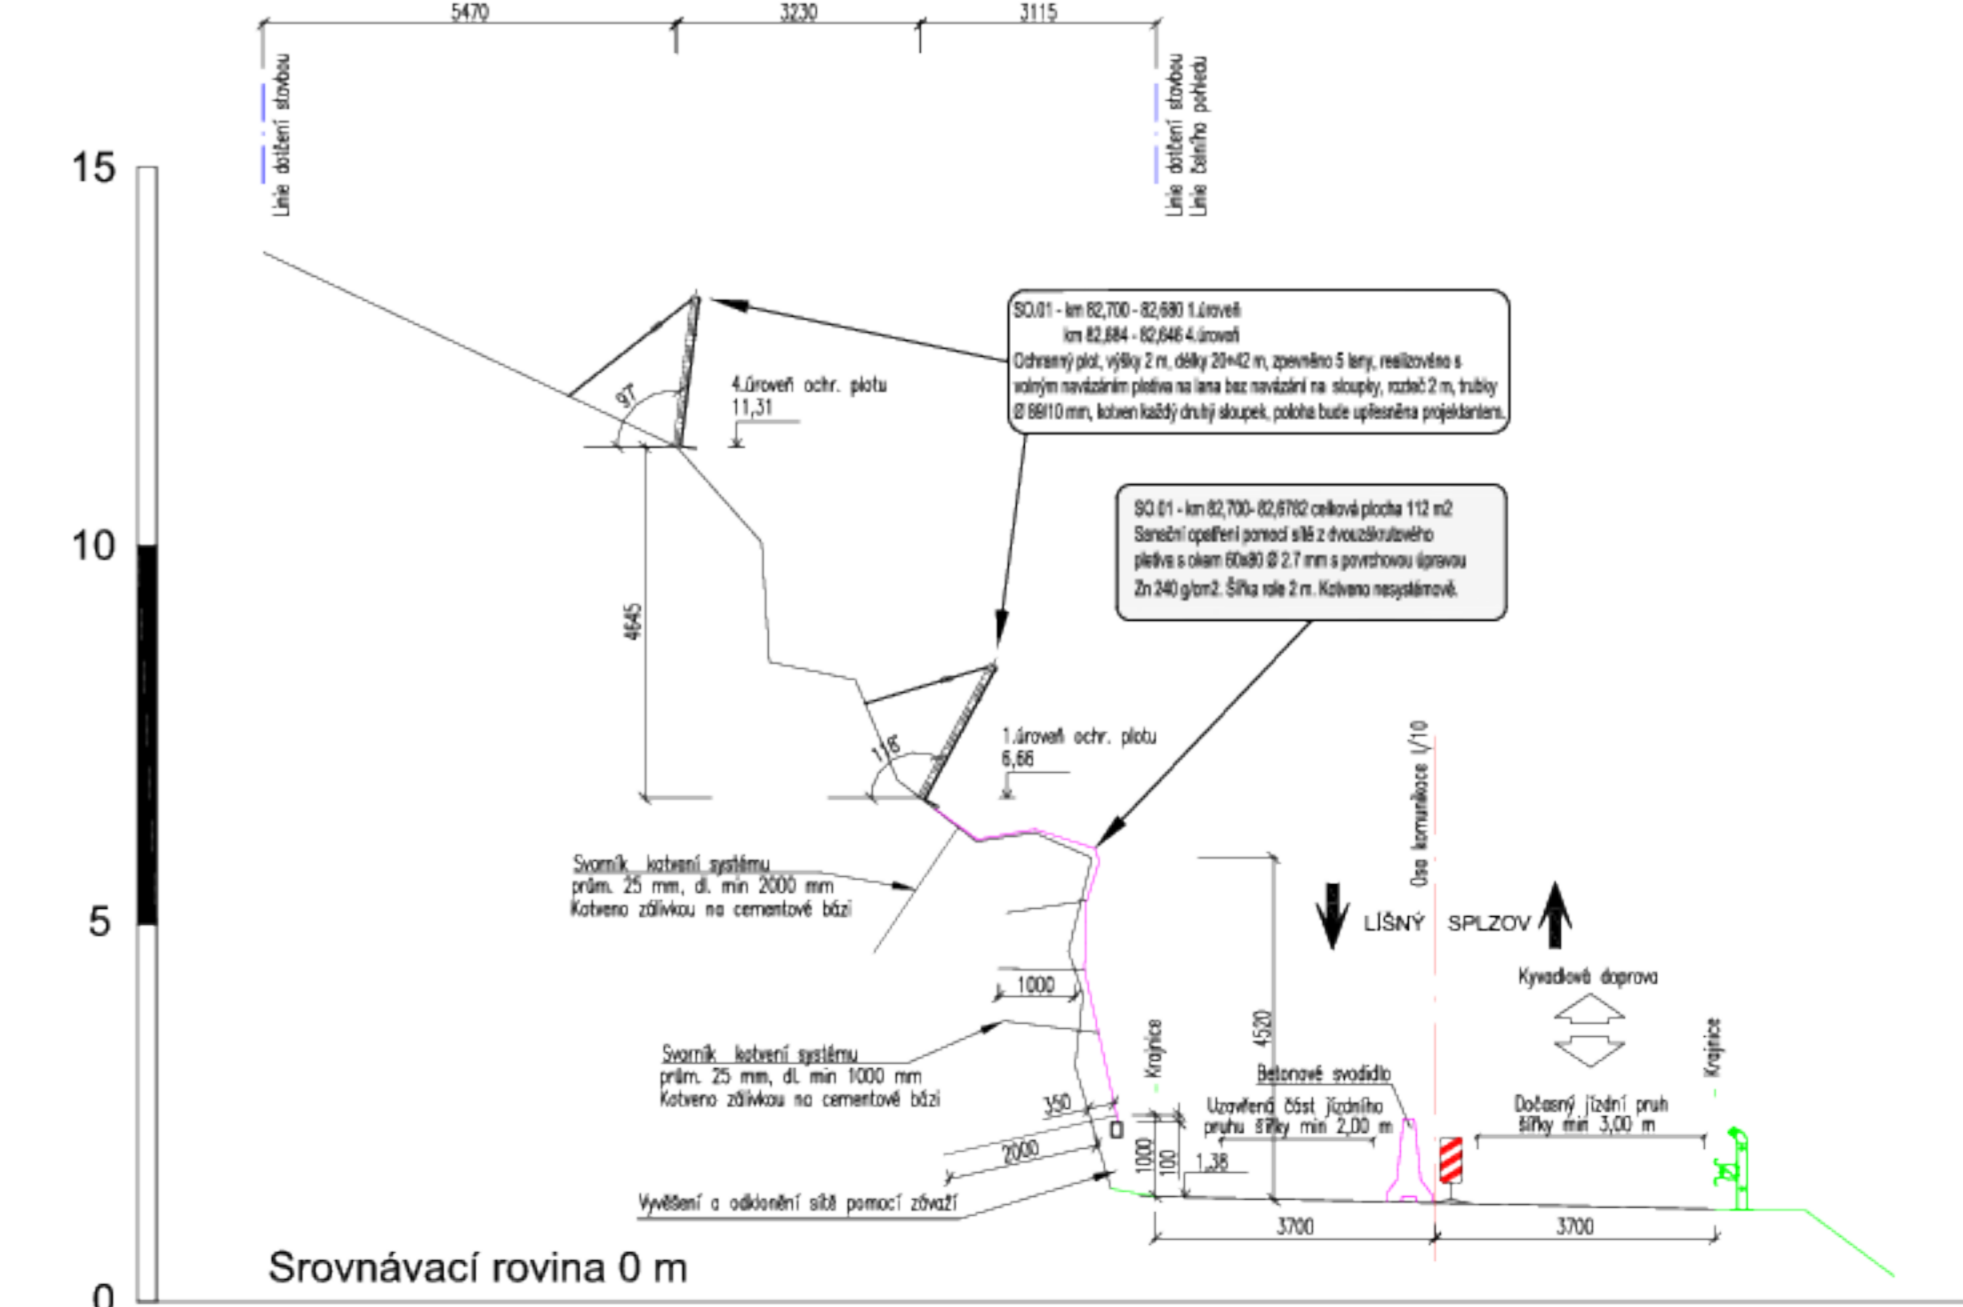 5470
3230
3115
Linie dotčení stavbou
Linie dotčení stavbou
Linie čelního pohledu
15
SO.01 - km 82,700 - 82,680 1.úroveň
km 82,684 - 82,646 4.úroveň
Ochranný plot, výšky 2 m, délky 20+42 m, zpevněno 5 lany, realizováno s
volným navázáním pletiva na lana bez navázání na sloupky, rozteč 2 m, trubky
Ø 89/10 mm, kotven každý druhý sloupek, poloha bude upřesněna projektantem.
97°
4.úroveň ochr. plotu
11,31
SO.01 - km 82,700- 82,6782 celková plocha 112 m2
Sanační opatření pomocí sítě z dvouzákrutového
pletiva s okem 60x80 Ø 2.7 mm s povrchovou úpravou
Zn 240 g/cm2. Šířka role 2 m. Kotveno nesystémově.
10
4645
118°
1.úroveň ochr. plotu
6,66
Osa komunikace I/10
Svorník kotvení systému
prům. 25 mm, dl. min 2000 mm
Kotveno zálivkou na cementové bázi
5
LÍŠNÝ SPLZOV
Kyvadlová doprava
1000
4520
Krajnice
Krajnice
Svorník kotvení systému
prům. 25 mm, dl. min 1000 mm
Kotveno zálivkou na cementové bázi
Betonové svodidlo
350
Uzavřená část jízdního
pruhu šířky min 2,00 m
Dočasný jízdní pruh
šířky min 3,00 m
2000
1000
100
1,38
Vyvěšení a odklonění sítě pomocí závaží
3700
3700
Srovnávací rovina 0 m
0